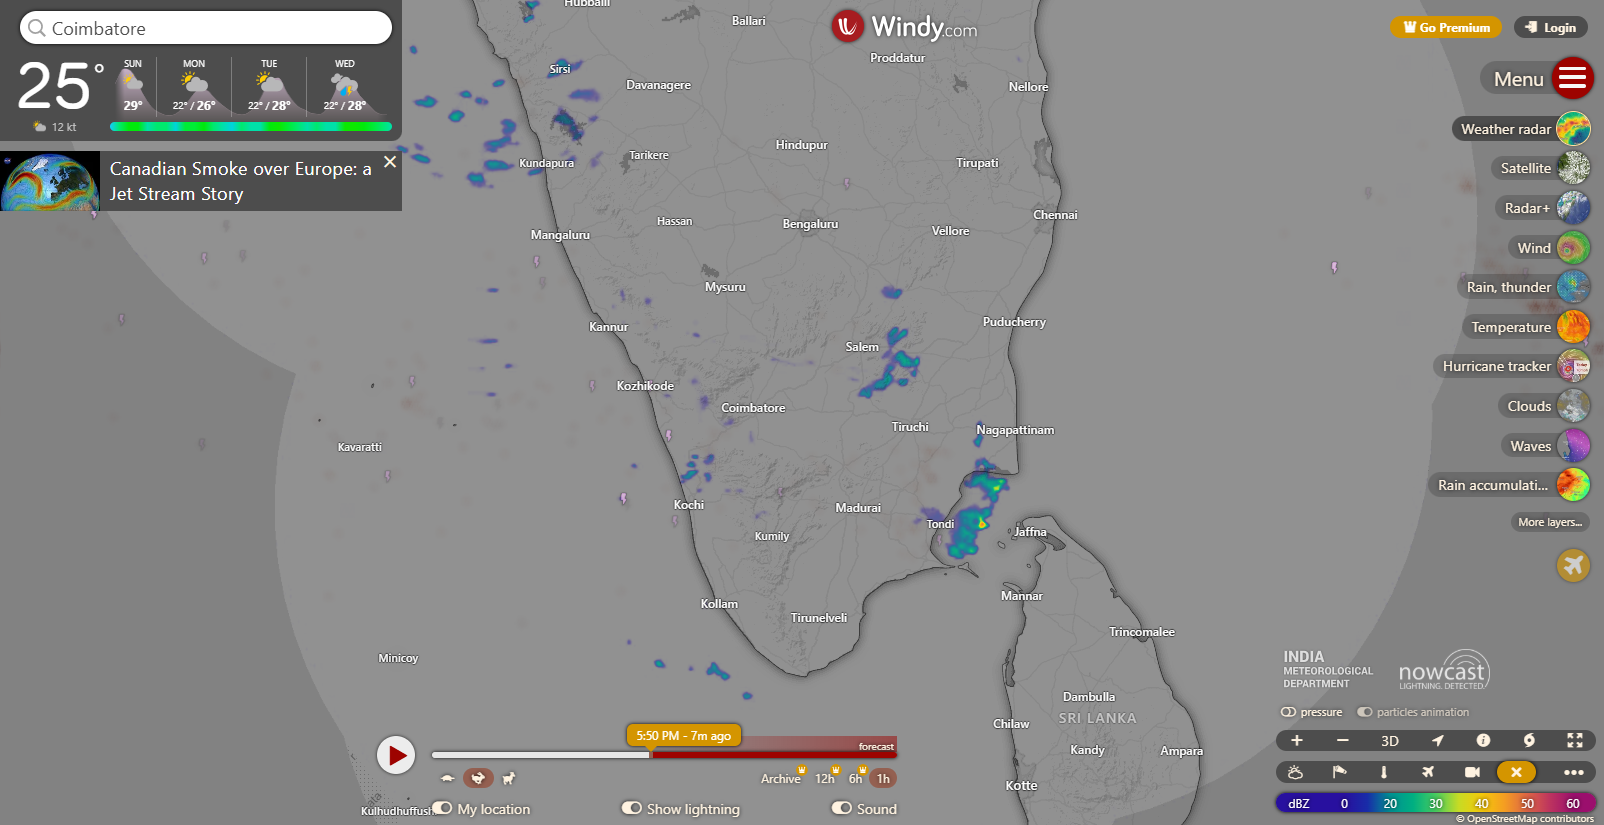 Coimbatore
25°
12 kt
SUN
29°
MON
22° / 26°
TUE
22° / 28°
WED
22° / 28°
Canadian Smoke over Europe: a
Jet Stream Story
Windy.com
Go Premium
Login
Menu
Weather radar
Satellite
Radar+
Wind
Rain, thunder
Temperature
Hurricane tracker
Clouds
Waves
Rain accumulati...
More layers...
Hubballi
Ballari
Proddatur
Sirsi
Davanagere
Nellore
Kundapura
Tarikere
Hindupur
Tirupati
Hassan
Bengaluru
Chennai
Mangaluru
Vellore
Mysuru
Kannur
Puducherry
Salem
Kozhikode
Coimbatore
Tiruchi
Nagapattinam
Kavaratti
Kochi
Madurai
Tondi
Jaffna
Kumily
Kollam
Mannar
Tirunelveli
Trincomalee
Minicoy
Dambulla
Chilaw
SRI LANKA
Kandy
Ampara
Kotte
Kulhudhuffushi
5:50 PM - 7m ago
forecast
Archive
12h
6h
1h
My location
Show lightning
Sound
INDIA
METEOROLOGICAL
DEPARTMENT
nowcast
LIGHTNING. DETECTED.
pressure
particles animation
+
−
3D
dBZ
0
20
30
40
50
60
© OpenStreetMap contributors